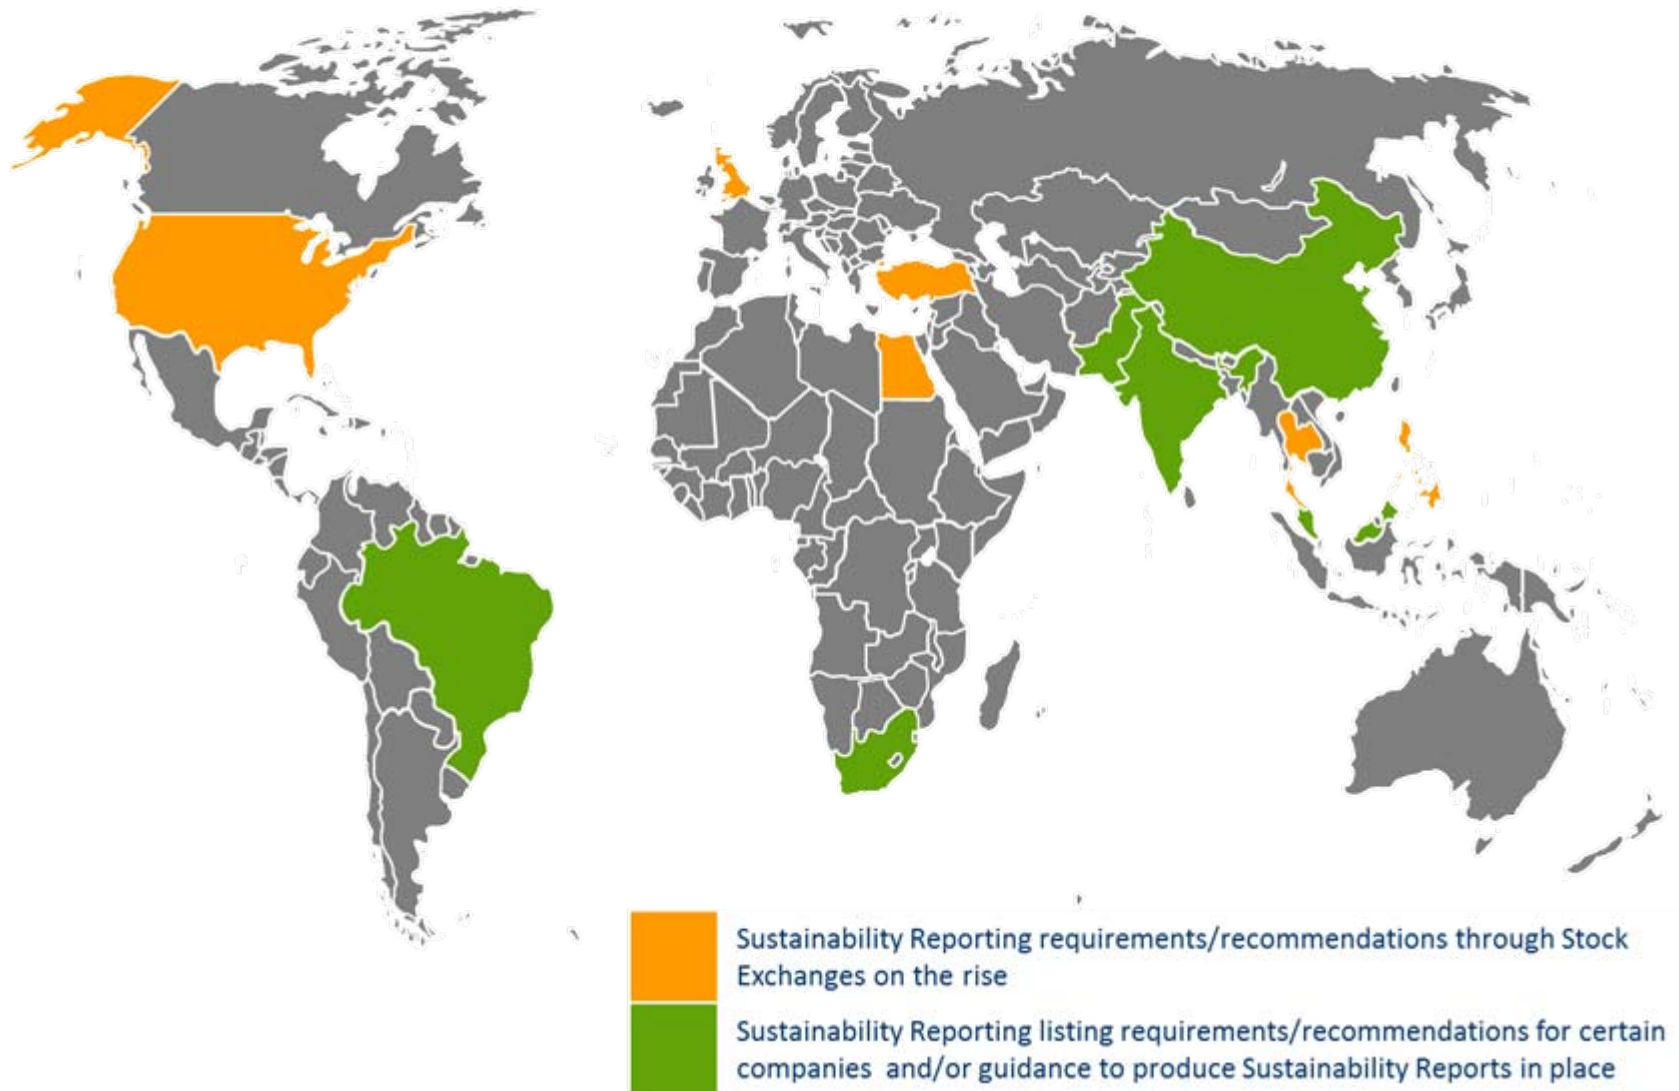 Sustainability Reporting requirements/recommendations through Stock
Exchanges on the rise
Sustainability Reporting listing requirements/recommendations for certain
companies and/or guidance to produce Sustainability Reports in place